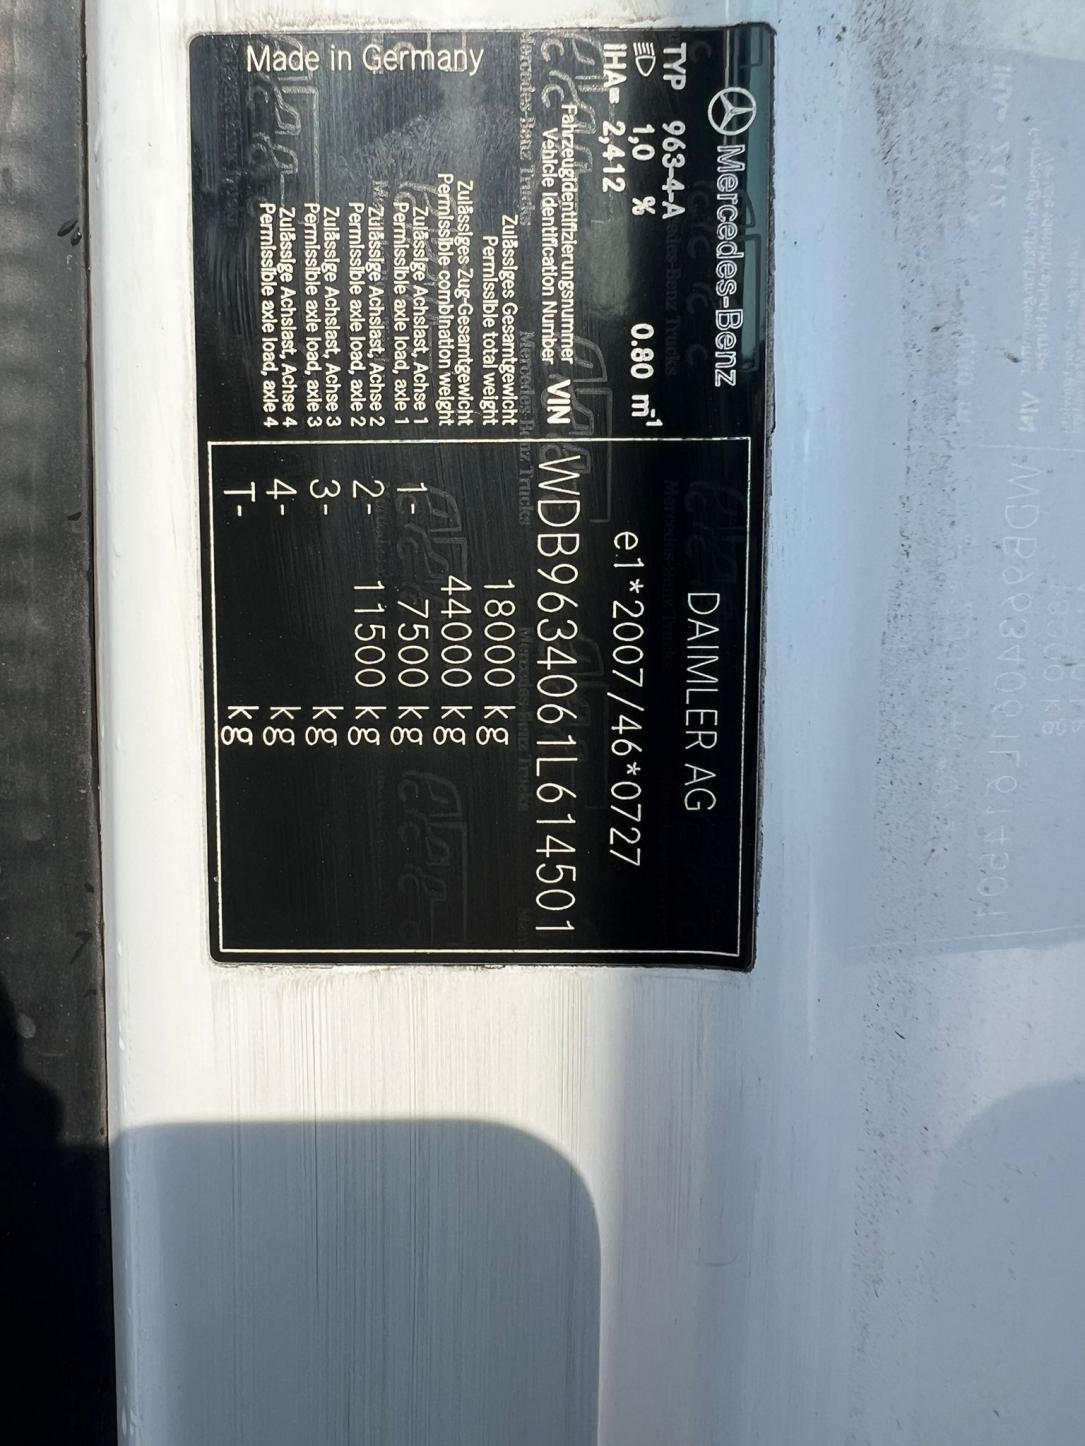 Mercedes-Benz
DAIMLER AG
TYP 963-4-A
1,0 % 0.80 m⁻¹
e1*2007/46*0727
IHA= 2,412
Fahrzeugidentifizierungsnummer
Vehicle Identification Number VIN WDB9634061L614501
Zulässiges Gesamtgewicht
Permissible total weight 18000 kg
Zulässiges Zug-Gesamtgewicht
Permissible combination weight 44000 kg
Zulässige Achslast, Achse 1
Permissible axle load, axle 1 1- 7500 kg
Zulässige Achslast, Achse 2
Permissible axle load, axle 2 2- 11500 kg
Zulässige Achslast, Achse 3
Permissible axle load, axle 3 3- kg
Zulässige Achslast, Achse 4
Permissible axle load, axle 4 4- kg
T- kg
Made in Germany
Mercedes-Benz Trucks